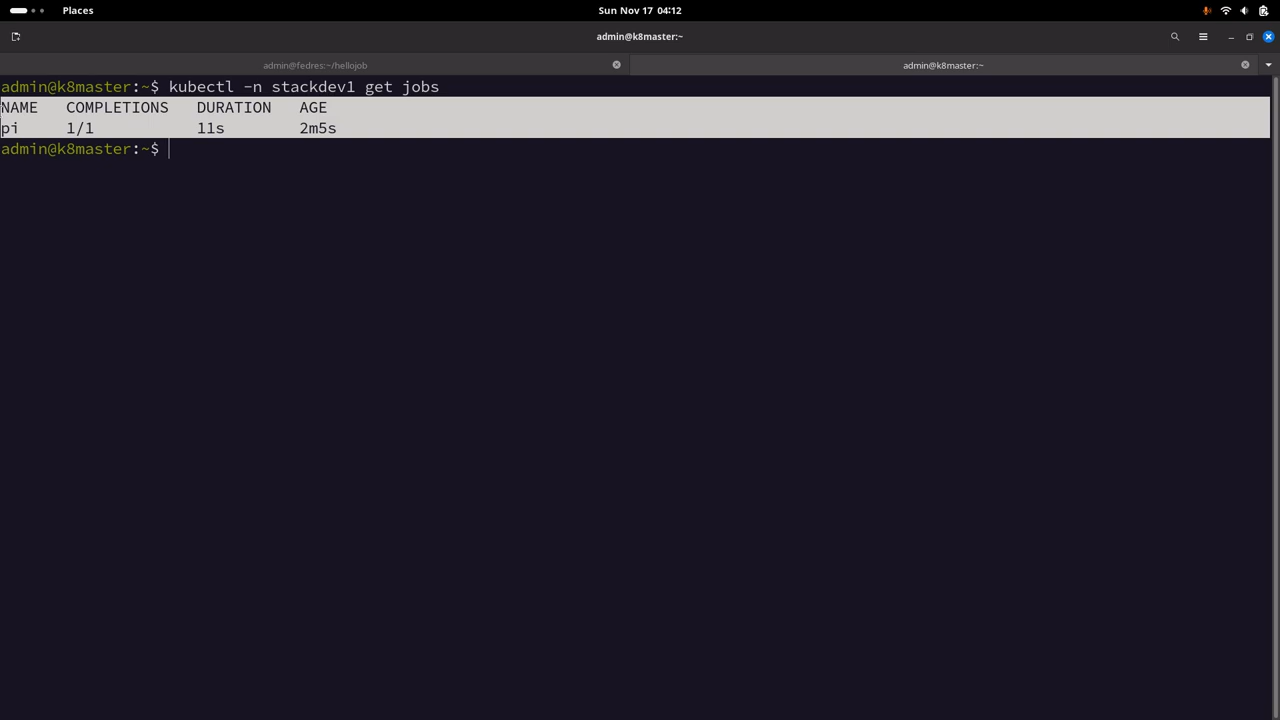 Places
Sun Nov 17 04:12
admin@k8master:~
admin@fedres:~/hellojob
admin@k8master:~
admin@k8master:~$ kubectl -n stackdev1 get jobs
NAME COMPLETIONS DURATION AGE
pi 1/1 11s 2m5s
admin@k8master:~$